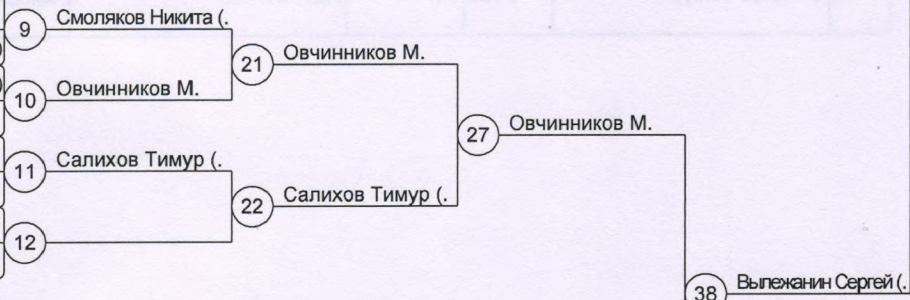 9 Смоляков Никита (.
21 Овчинников М.
10 Овчинников М.
27 Овчинников М.
11 Салихов Тимур (.
22 Салихов Тимур (.
12
38 Вылежанин Сергей (.